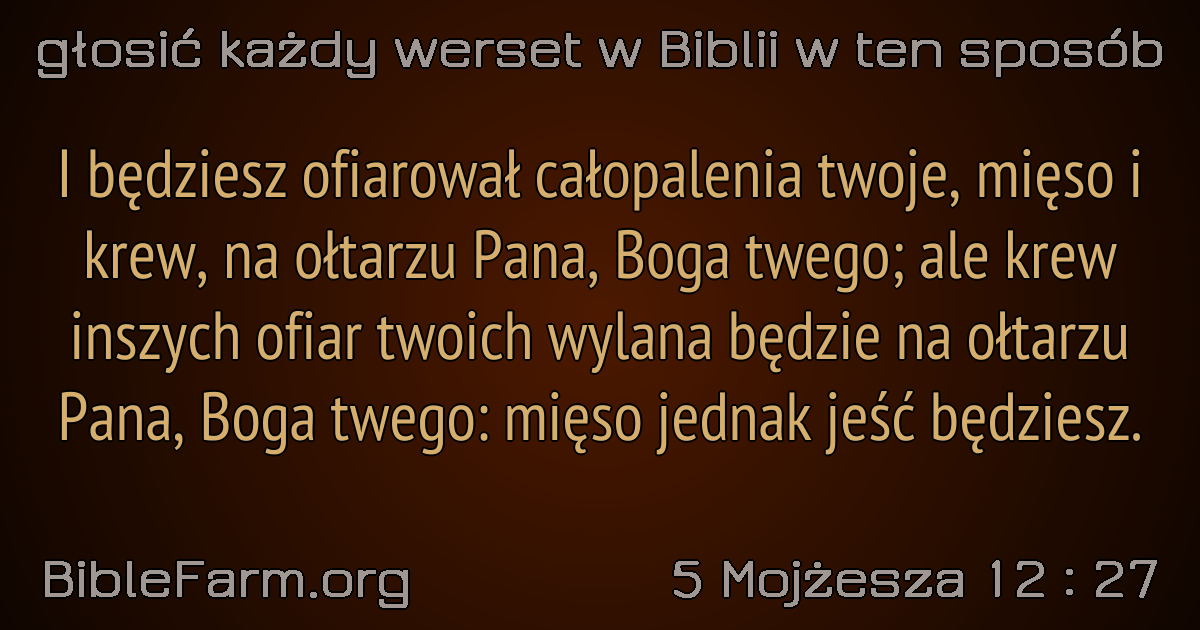 głosić każdy werset w Biblii w ten sposób
I będziesz ofiarował całopalenia twoje, mięso i
krew, na ołtarzu Pana, Boga twego; ale krew
inszych ofiar twoich wylana będzie na ołtarzu
Pana, Boga twego: mięso jednak jeść będziesz.
BibleFarm.org
5 Mojżesza 12 : 27